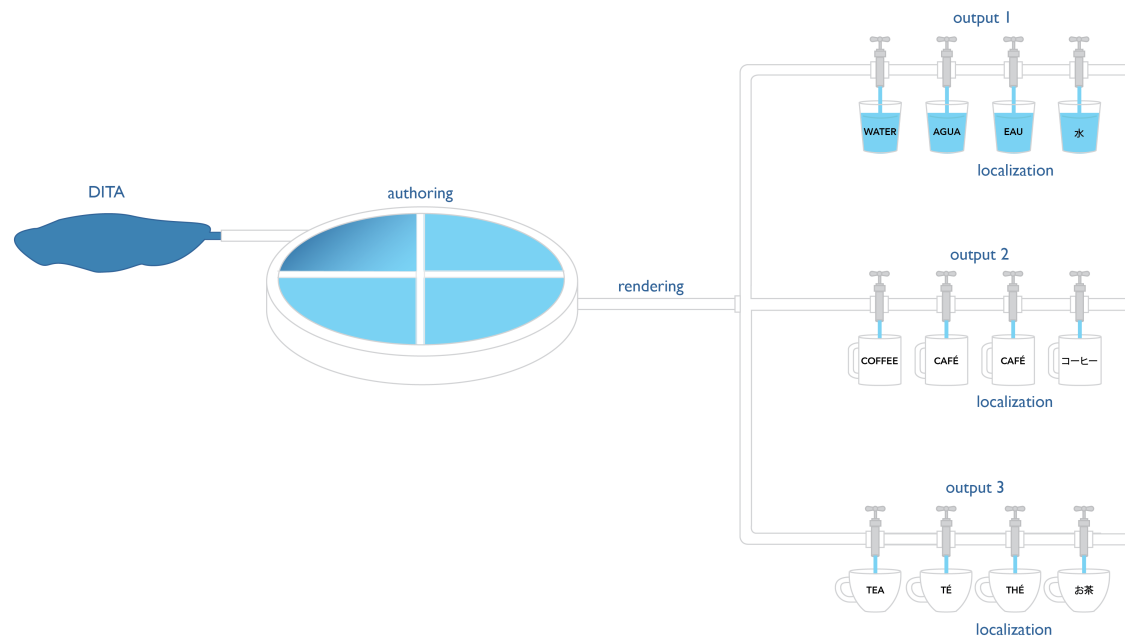 DITA
authoring
rendering
output 1
WATER
AGUA
EAU
水
localization
output 2
COFFEE
CAFÉ
CAFÉ
コーヒー
localization
output 3
TEA
TÉ
THÉ
お茶
localization